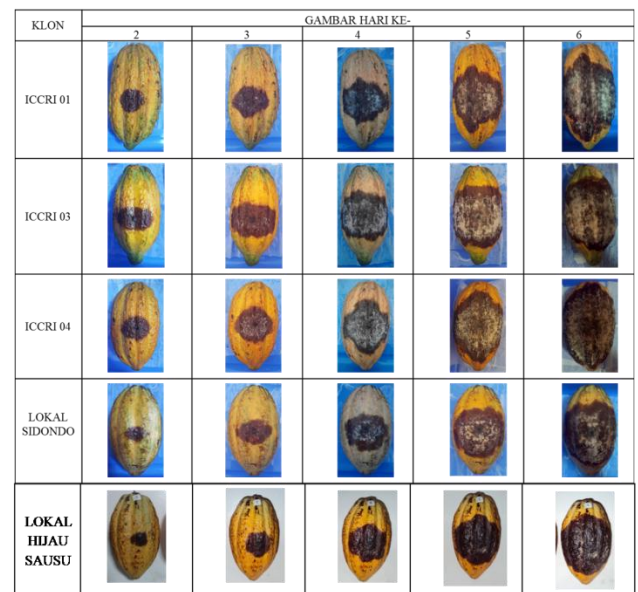 KLON
GAMBAR HARI KE-
2 3 4 5 6
ICCRI 01
ICCRI 03
ICCRI 04
LOKAL
SIDONDO
LOKAL
HIJAU
SAUSU